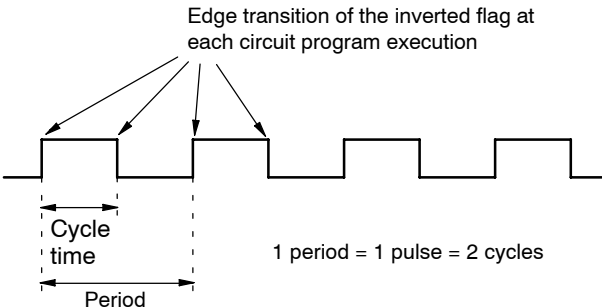 Edge transition of the inverted flag at
each circuit program execution
Cycle
time
1 period = 1 pulse = 2 cycles
Period